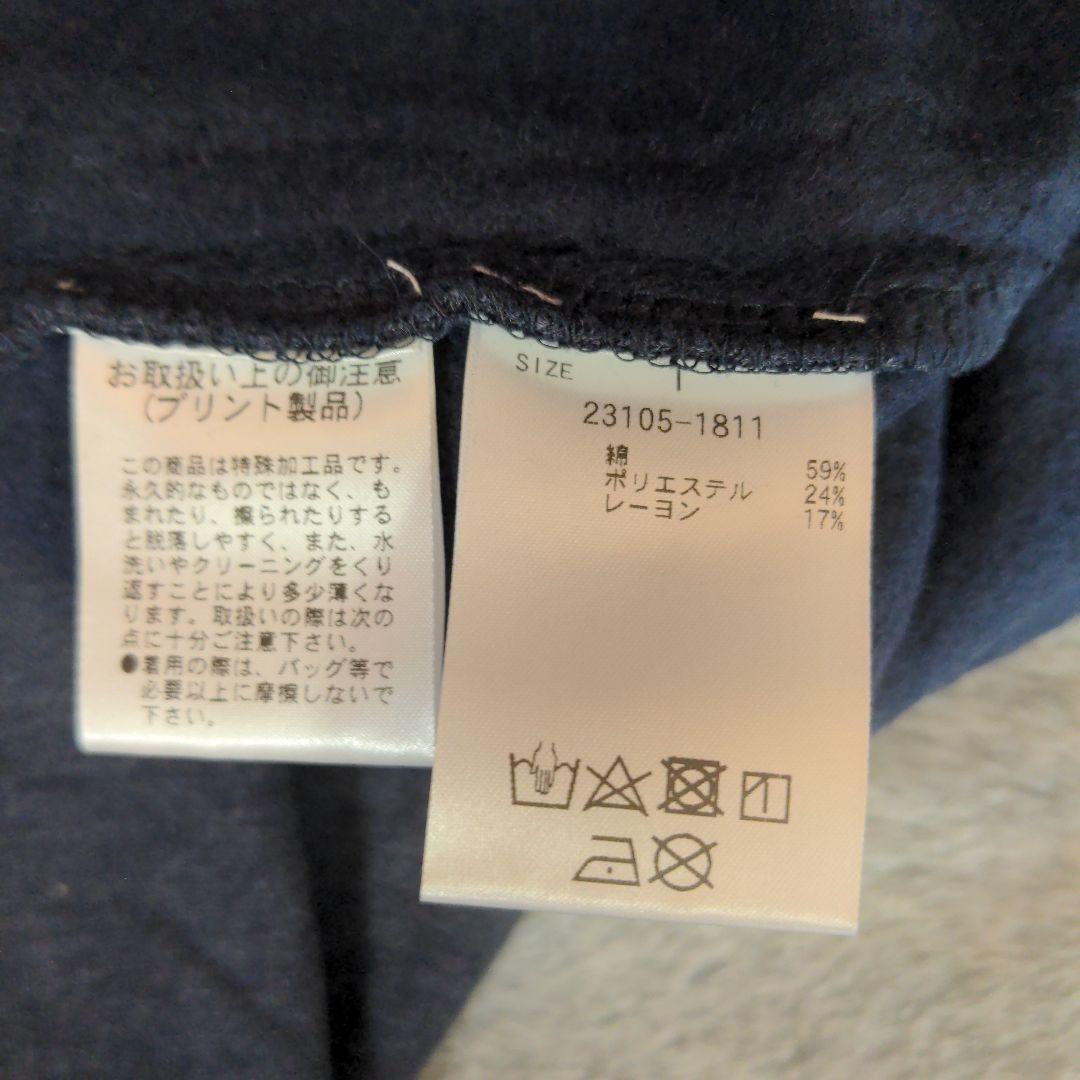 お取扱い上の御注意
(プリント製品)
この商品は特殊加工品です。
永久的なものではなく、も
まれたり、擦られたりする
と脱落しやすく、また、水
洗いやクリーニングをくり
返すことにより多少薄くな
ります。取扱いの際は次の
点に十分ご注意下さい。
●着用の際は、バッグ等で
必要以上に摩擦しないで
下さい。
SIZE
23105-1811
綿 59%
ポリエステル 24%
レーヨン 17%